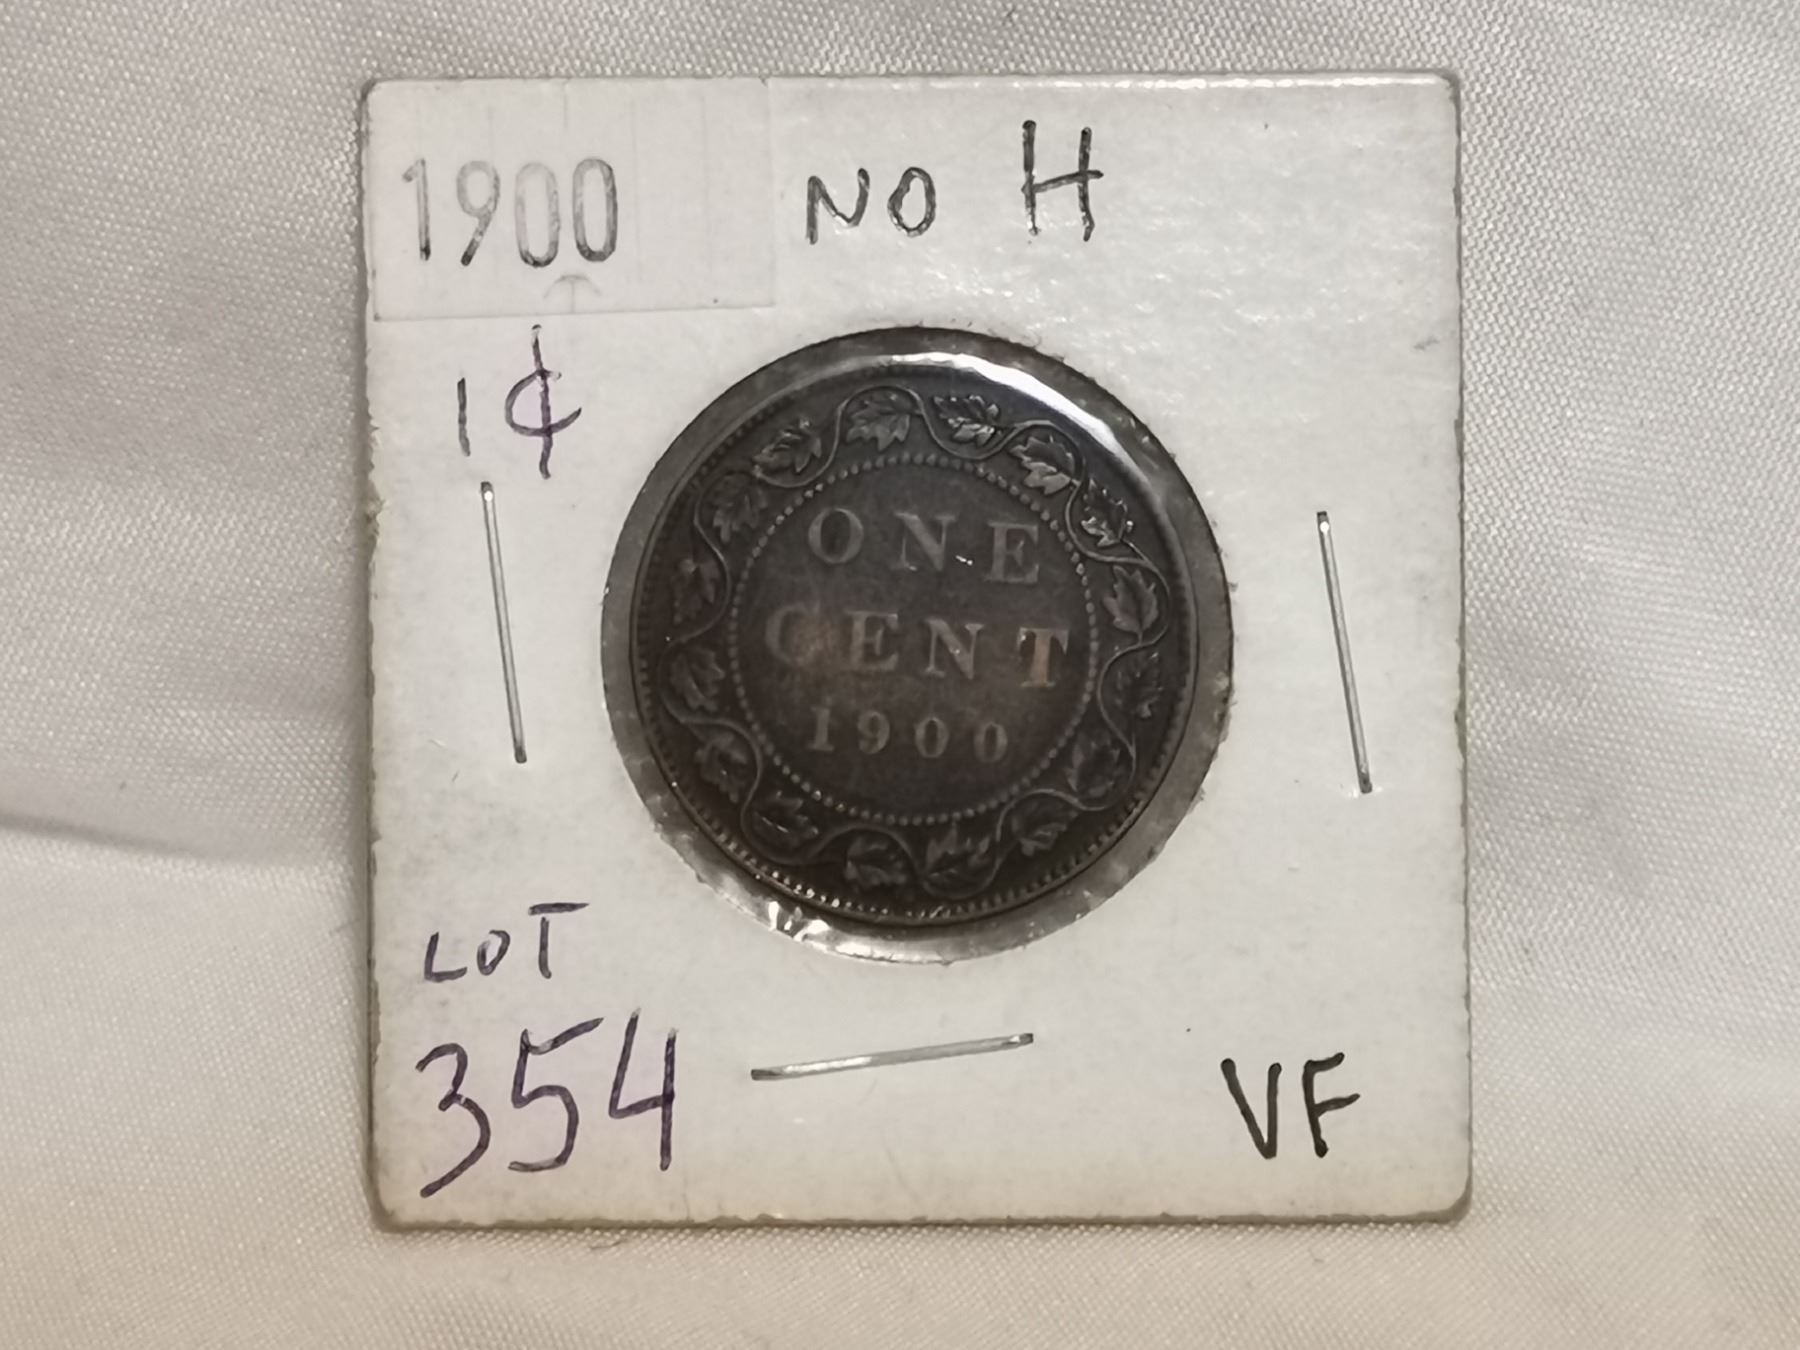 1900 NO H
1¢
ONE
CENT
1900
LOT
354
VF